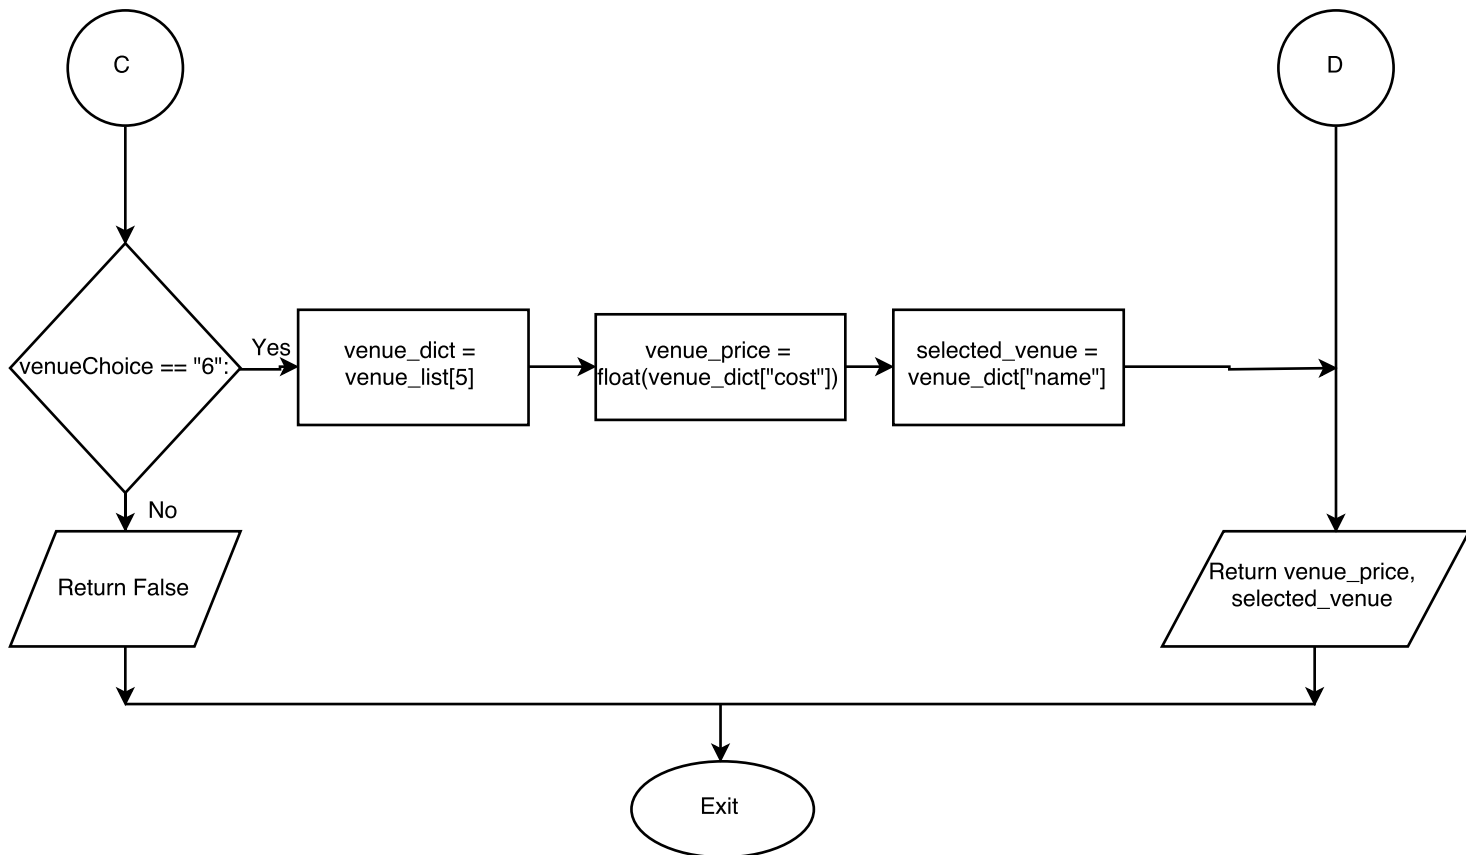 C
D
venueChoice == "6":
Yes
venue_dict =
venue_list[5]
venue_price =
float(venue_dict["cost"])
selected_venue =
venue_dict["name"]
No
Return False
Return venue_price,
selected_venue
Exit